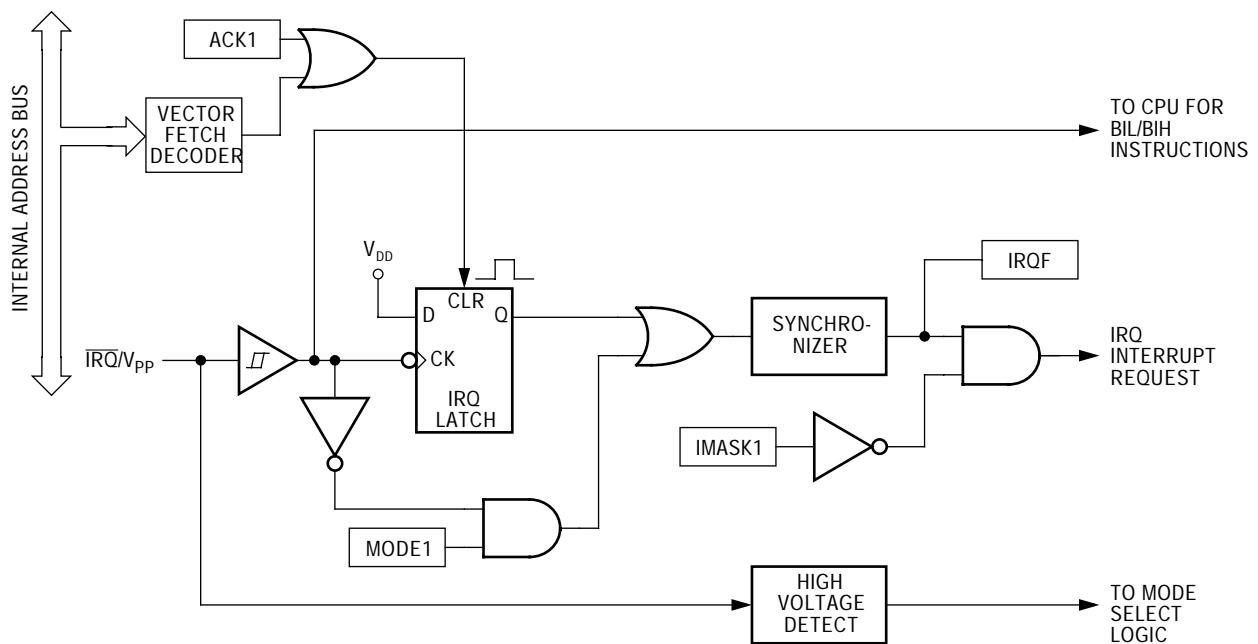 INTERNAL ADDRESS BUS
ACK1
VECTOR
FETCH
DECODER
TO CPU FOR
BIL/BIH
INSTRUCTIONS
VDD
CLR
D
Q
CK
IRQ
LATCH
IRQ/VPP
SYNCHRO-
NIZER
IRQF
IRQ
INTERRUPT
REQUEST
IMASK1
MODE1
HIGH
VOLTAGE
DETECT
TO MODE
SELECT
LOGIC